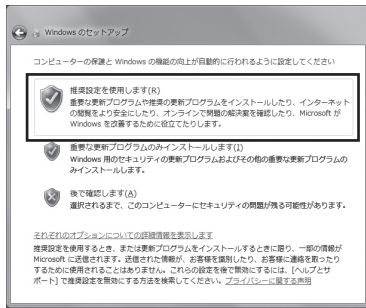 Windows のセットアップ
コンピューターの保護と Windows の機能の向上が自動的に行われるように設定してください
推奨設定を使用します(R)
重要な更新プログラムや推奨の更新プログラムをインストールしたり、インターネット
の閲覧をより安全にしたり、オンラインで問題の解決策を確認したり、Microsoft が
Windows を改善するために役立てたりします。
重要な更新プログラムのみインストールします(I)
Windows 用のセキュリティの更新プログラムおよびその他の重要な更新プログラムの
みインストールします。
後で確認します(A)
選択されるまで、このコンピューターにセキュリティの問題が残る可能性があります。
それぞれのオプションについての詳細情報を表示します
推奨設定を使用するとき、または更新プログラムをインストールするときに限り、一部の情報が
Microsoft に送信されます。送信された情報が、お客様を識別したり、お客様に連絡を取ったり
するために使用されることはありません。これらの設定を後で無効にするには、[ヘルプとサ
ポート] で推奨設定を無効にする方法を検索してください。プライバシーに関する声明